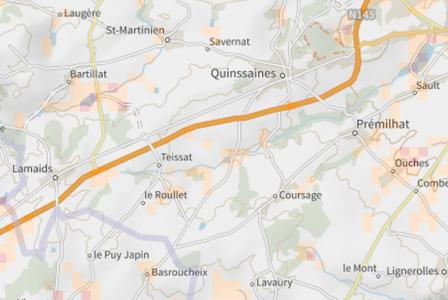 Laugère
N145
St-Martinien
Savernat
Quinssaines
Bartillat
Sault
Prémilhat
Lamaids
Teissat
Ouches
Combe
le Roullet
Coursage
le Puy Japin
Basroucheix
le Mont
Lignerolles
Lavaury